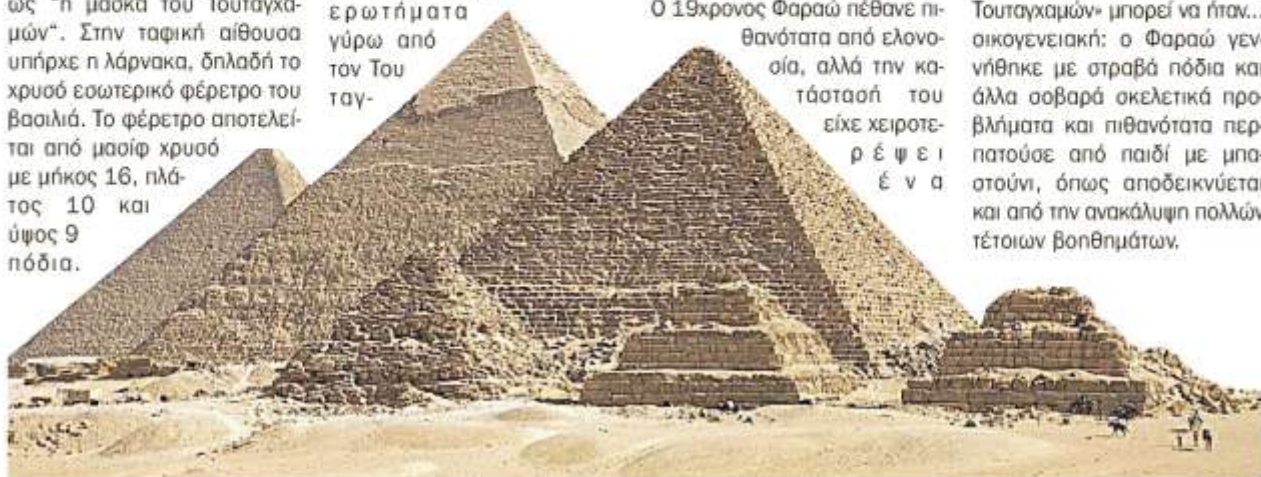 ως "η μάσκα του Τουταγχα-
μών". Στην ταφική αίθουσα
υπήρχε η λάρνακα, δηλαδή το
χρυσό εσωτερικό φέρετρο του
βασιλιά. Το φέρετρο αποτελεί-
ται από μασίφ χρυσό
με μήκος 16, πλά-
τος 10 και
ύψος 9
πόδια.
ερωτήματα
γύρω από
τον Του
ταγ-
Ο 19χρονος Φαραώ πέθανε πι-
θανότατα από ελονο-
σία, αλλά την κα-
τάστασή του
είχε χειροτε-
ρέψει
ένα
Τουταγχαμών» μπορεί να ήταν...
οικογενειακή: ο Φαραώ γεν-
νήθηκε με στραβά πόδια και
άλλα σοβαρά σκελετικά προ-
βλήματα και πιθανότατα περ-
πατούσε από παιδί με μπα-
στούνι, όπως αποδεικνύεται
και από την ανακάλυψη πολλών
τέτοιων βοηθημάτων.